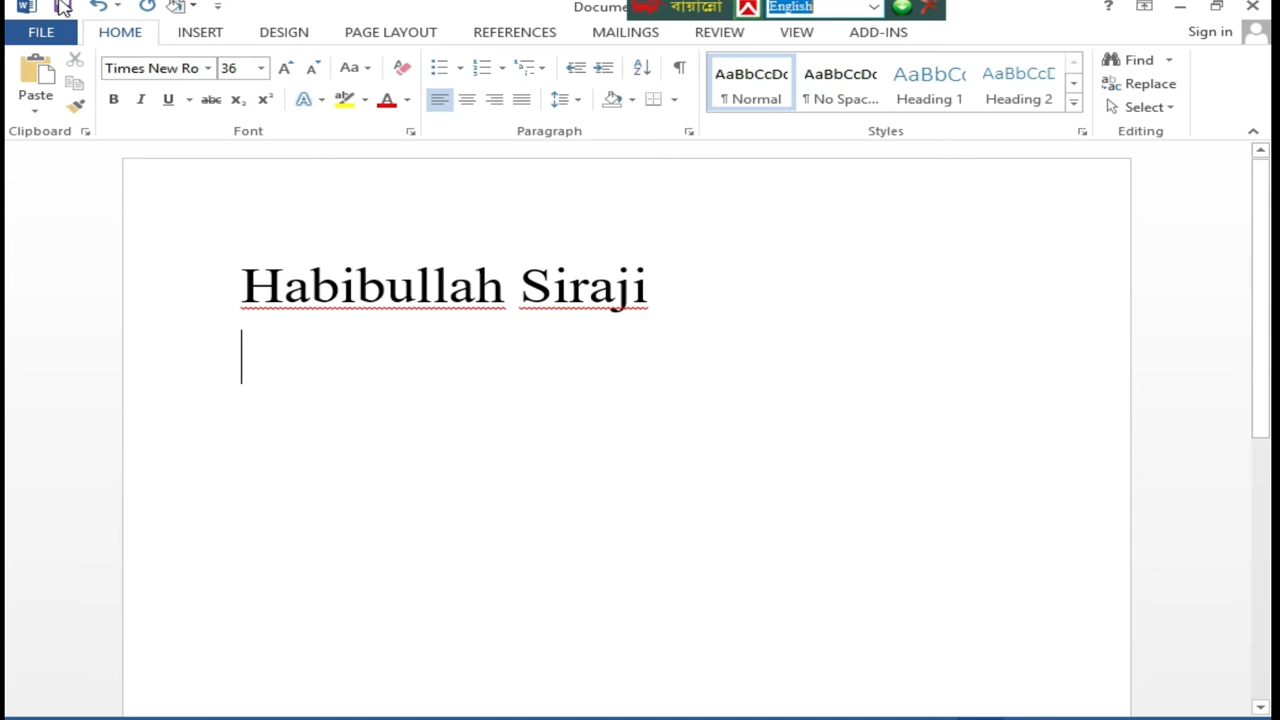 Docume
বায়ান্নো English
FILE HOME INSERT DESIGN PAGE LAYOUT REFERENCES MAILINGS REVIEW VIEW ADD-INS Sign in
Paste
Clipboard
Times New Ro 36
Aa
B I U abc x₂ x² A ab A
Font
Paragraph
AaBbCcDc AaBbCcDc AaBbCc AaBbCcD
¶ Normal ¶ No Spac... Heading 1 Heading 2
Styles
Find
Replace
Select
Editing
Habibullah Siraji